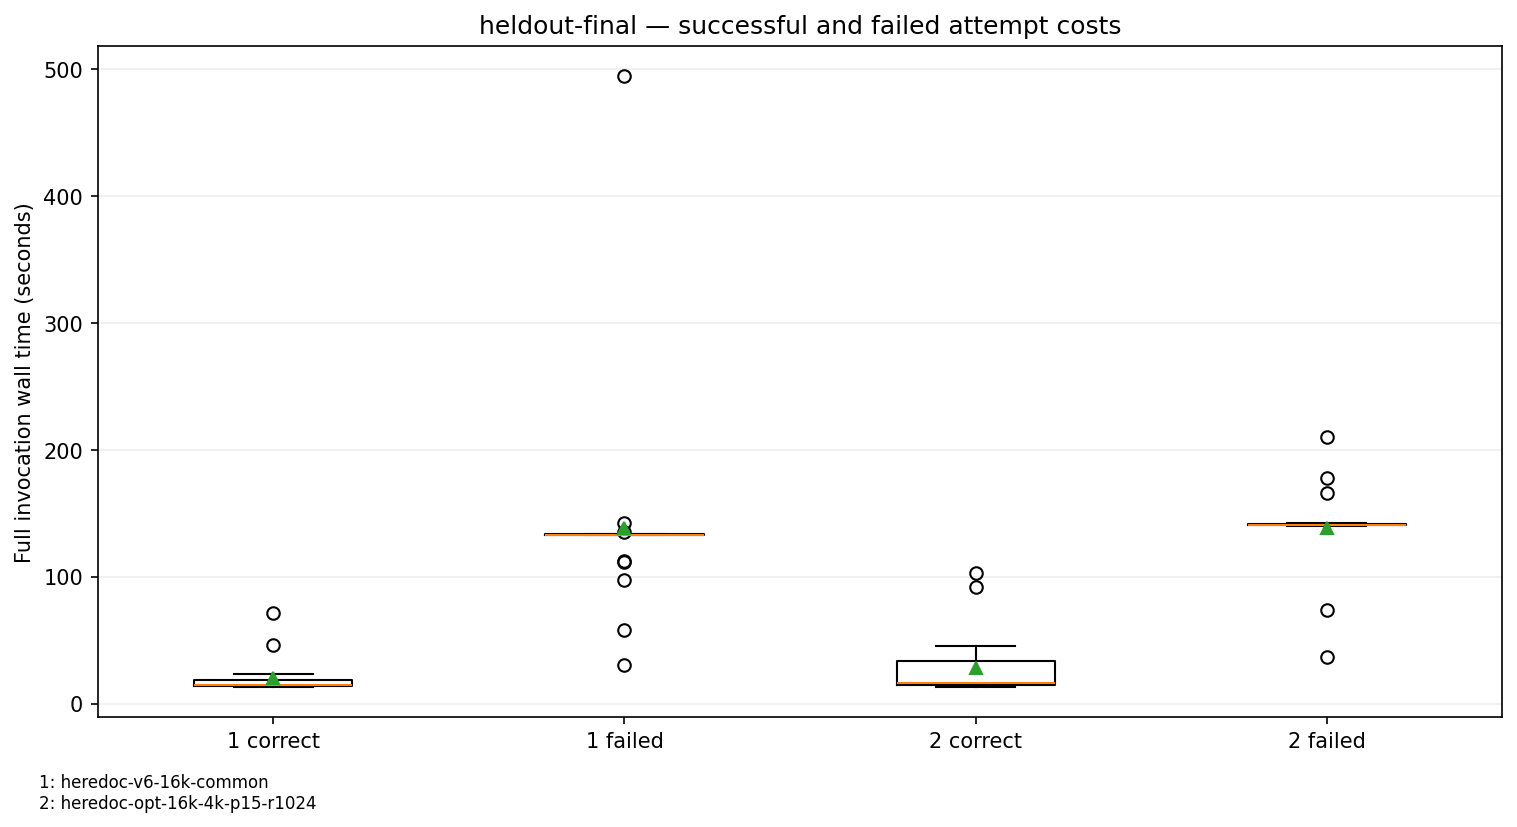 heldout-final — successful and failed attempt costs
Full invocation wall time (seconds)
500
400
300
200
100
0
1 correct
1 failed
2 correct
2 failed
1: heredoc-v6-16k-common
2: heredoc-opt-16k-4k-p15-r1024